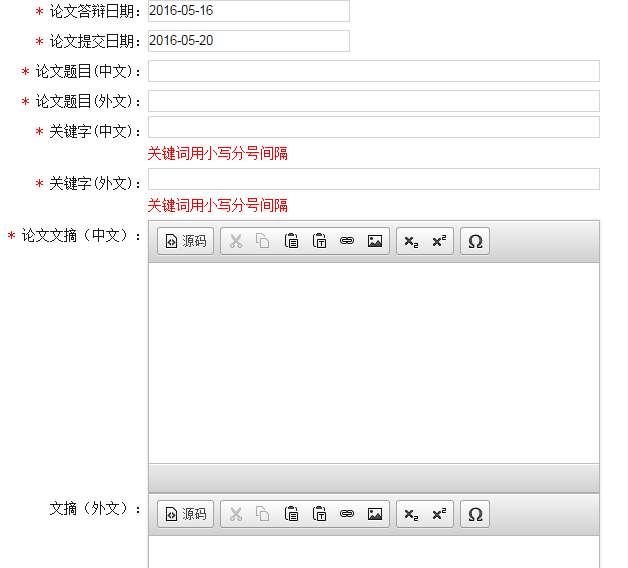 * 论文答辩日期: 2016-05-16
* 论文提交日期: 2016-05-20
* 论文题目(中文):
* 论文题目(外文):
* 关键字(中文):
关键词用小写分号间隔
* 关键字(外文):
关键词用小写分号间隔
* 论文文摘（中文）:
源码 Ω
文摘（外文）:
源码 Ω